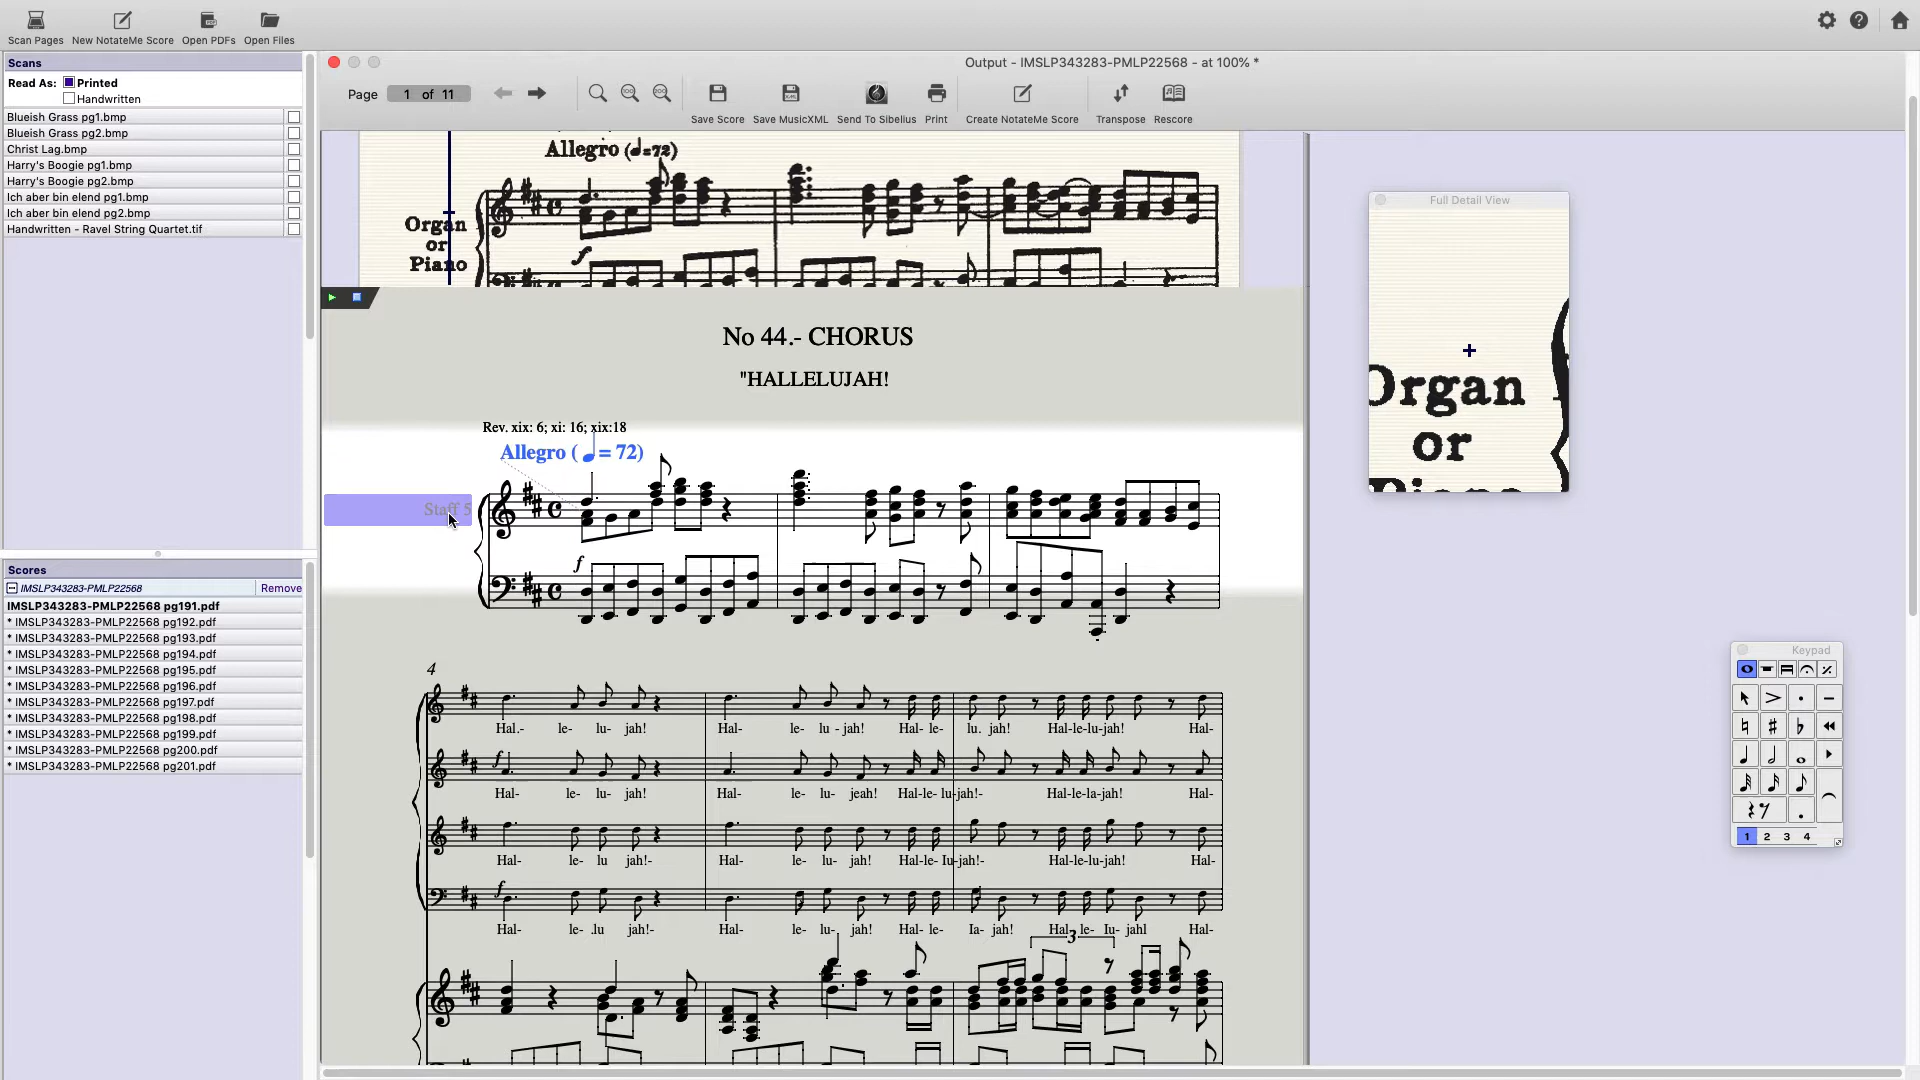 Scan Pages New NotateMe Score Open PDFs Open Files
Scans
Read As: Printed
Handwritten
Blueish Grass pg1.bmp
Blueish Grass pg2.bmp
Christ Lag.bmp
Harry's Boogie pg1.bmp
Harry's Boogie pg2.bmp
Ich aber bin elend pg1.bmp
Ich aber bin elend pg2.bmp
Handwritten - Ravel String Quartet.tif
Scores
IMSLP343283-PMLP22568 Remove
IMSLP343283-PMLP22568 pg191.pdf
* IMSLP343283-PMLP22568 pg192.pdf
* IMSLP343283-PMLP22568 pg193.pdf
* IMSLP343283-PMLP22568 pg194.pdf
* IMSLP343283-PMLP22568 pg195.pdf
* IMSLP343283-PMLP22568 pg196.pdf
* IMSLP343283-PMLP22568 pg197.pdf
* IMSLP343283-PMLP22568 pg198.pdf
* IMSLP343283-PMLP22568 pg199.pdf
* IMSLP343283-PMLP22568 pg200.pdf
* IMSLP343283-PMLP22568 pg201.pdf
Output - IMSLP343283-PMLP22568 - at 100% *
Page 1 of 11
Save Score Save MusicXML Send To Sibelius Print Create NotateMe Score Transpose Rescore
Allegro (♩=72)
Organ
or
Piano
f
No 44.- CHORUS
"HALLELUJAH!
Rev. xix: 6; xi: 16; xix:18
Allegro ( ♩ = 72)
Staff 5
f
4
Hal.- le- lu- jah! Hal- le- lu - jah! Hal- le- lu. jah! Hal-le-lu-jah! Hal-
f
Hal- le- lu- jah! Hal- le- lu- jeah! Hal-le- lu-jah!- Hal-le-la-jah! Hal-
Hal- le- lu jah!- Hal- le- lu- jah! Hal-le- Iu-jah!- Hal-le-lu-jah! Hal-
f
Hal- le- .lu jah!- Hal- le- lu- jah! Hal- le- Ia- jah! Hal- le- Iu- jahl Hal-
3
Full Detail View
Organ
or
Keypad
1 2 3 4